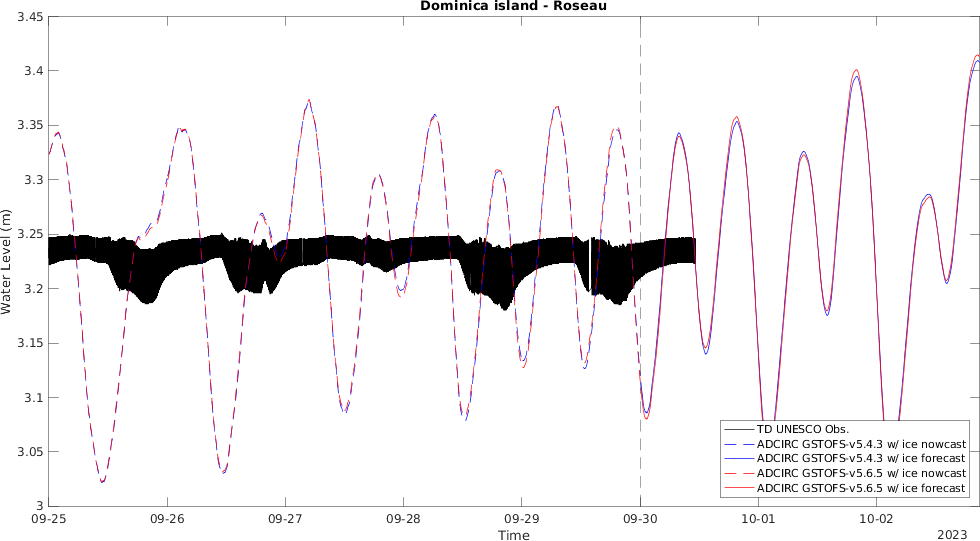 Dominica island - Roseau
3.45
3.4
3.35
3.3
3.25
3.2
3.15
3.1
3.05
3
Water Level (m)
09-25
09-26
09-27
09-28
09-29
09-30
10-01
10-02
Time
2023
TD UNESCO Obs.
ADCIRC GSTOFS-v5.4.3 w/ ice nowcast
ADCIRC GSTOFS-v5.4.3 w/ ice forecast
ADCIRC GSTOFS-v5.6.5 w/ ice nowcast
ADCIRC GSTOFS-v5.6.5 w/ ice forecast